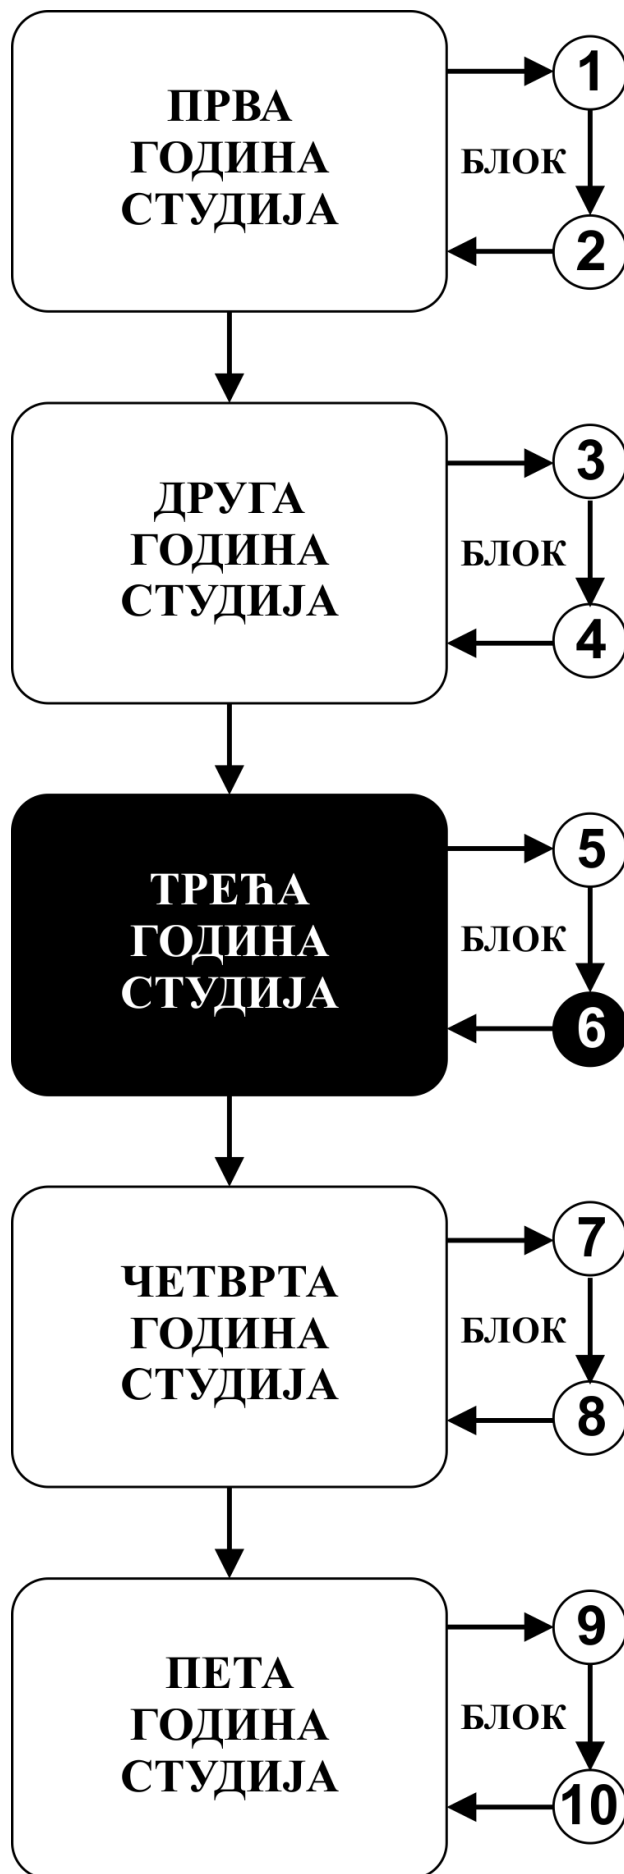 ПРВА
ГОДИНА
СТУДИЈА
1
БЛОК
2
ДРУГА
ГОДИНА
СТУДИЈА
3
БЛОК
4
ТРЕЋА
ГОДИНА
СТУДИЈА
5
БЛОК
6
ЧЕТВРТА
ГОДИНА
СТУДИЈА
7
БЛОК
8
ПЕТА
ГОДИНА
СТУДИЈА
9
БЛОК
10